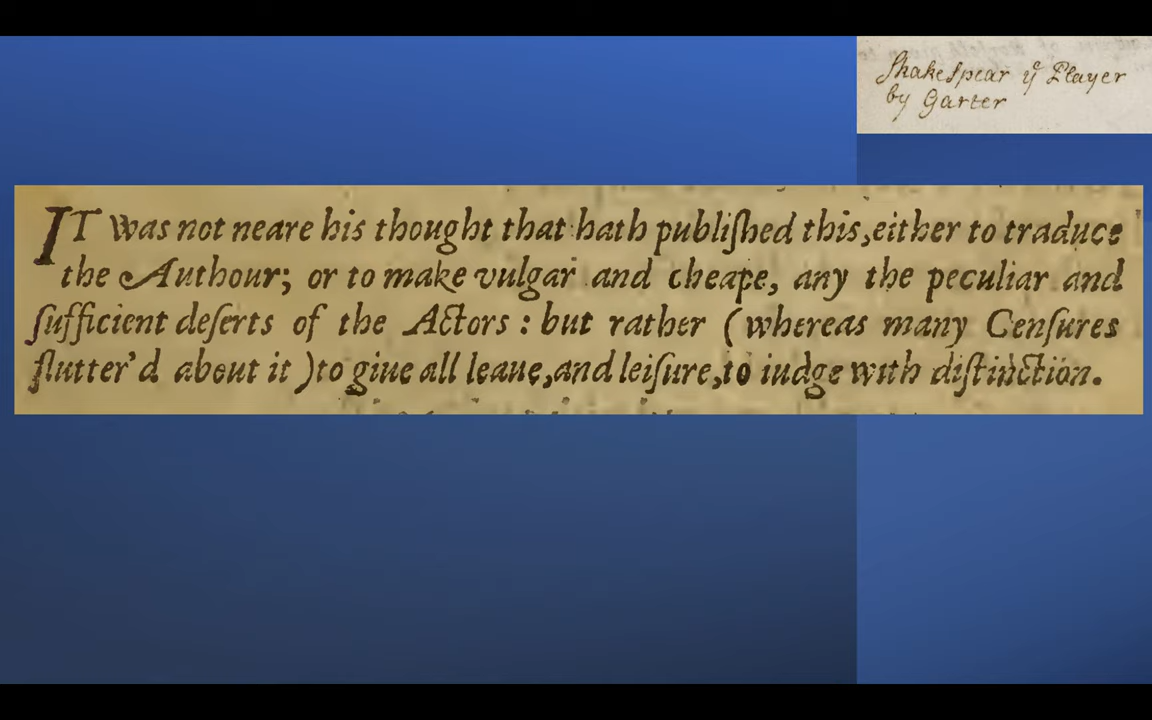 Shakespear yᵉ Player
by Garter
IT was not neare his thought that hath publiſhed this,either to traduce
the Authour; or to make vulgar and cheape, any the peculiar and
ſufficient deſerts of the Actors : but rather (whereas many Cenſures
flutter'd about it )to giue all leaue,and leiſure,to iudge with diſtinction.